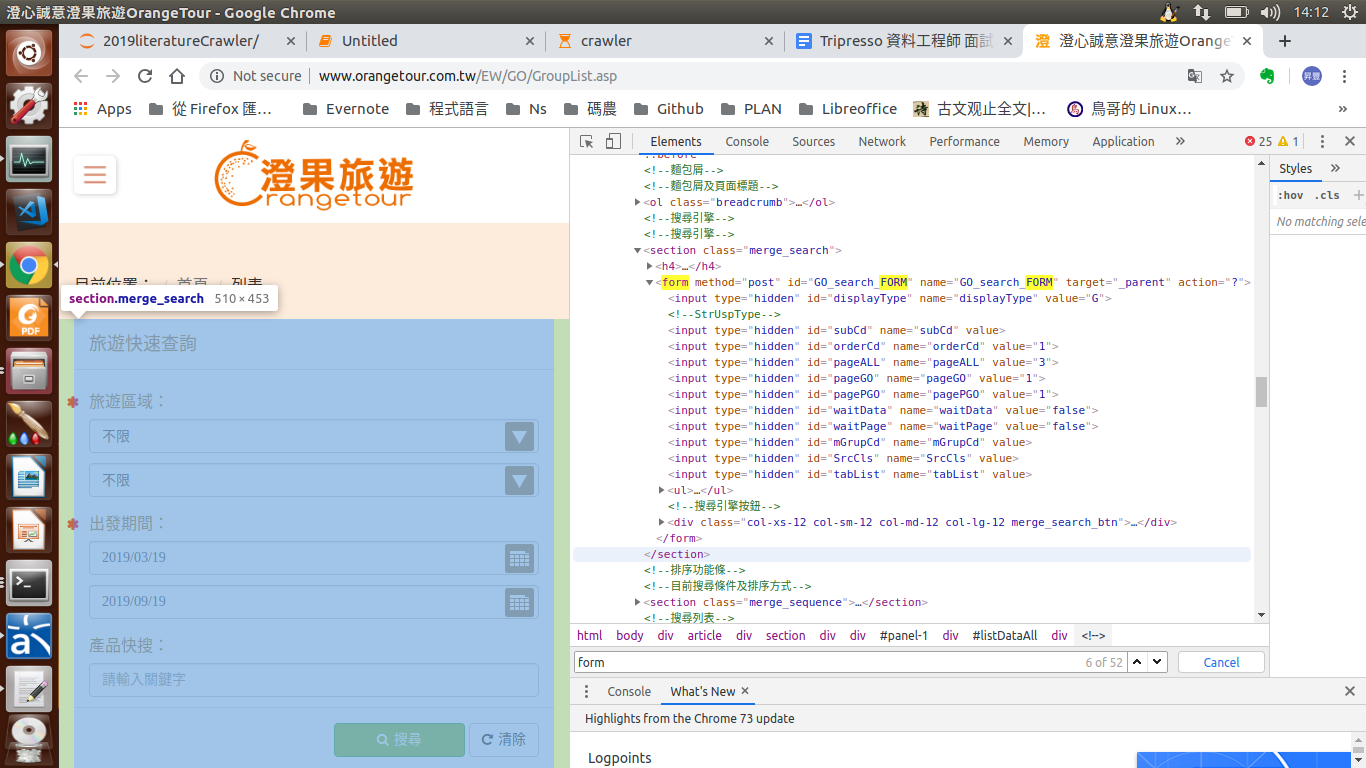 澄心誠意澄果旅遊OrangeTour - Google Chrome
14:12
2019literatureCrawler/
Untitled
crawler
Tripresso 資料工程師 面試
澄心誠意澄果旅遊Orange
Not secure
www.orangetour.com.tw/EW/GO/GroupList.asp
昇豐
Apps
從 Firefox 匯…
Evernote
程式語言
Ns
碼農
Github
PLAN
Libreoffice
古文观止全文|…
鳥哥的 Linux…
»
澄果旅遊
Orangetour
目前位置： / 首頁 / 列表
section.merge_search 510 × 453
旅遊快速查詢
旅遊區域：
不限
不限
出發期間：
2019/03/19
2019/09/19
產品快搜：
請輸入關鍵字
搜尋
清除
Elements
Console
Sources
Network
Performance
Memory
Application
»
25
1
::before
<!--麵包屑-->
<!--麵包屑及頁面標題-->
<ol class="breadcrumb">…</ol>
<!--搜尋引擎-->
<!--搜尋引擎-->
<section class="merge_search">
<h4>…</h4>
<form method="post" id="GO_search_FORM" name="GO_search_FORM" target="_parent" action="?">
<input type="hidden" id="displayType" name="displayType" value="G">
<!--StrUspType-->
<input type="hidden" id="subCd" name="subCd" value>
<input type="hidden" id="orderCd" name="orderCd" value="1">
<input type="hidden" id="pageALL" name="pageALL" value="3">
<input type="hidden" id="pageGO" name="pageGO" value="1">
<input type="hidden" id="pagePGO" name="pagePGO" value="1">
<input type="hidden" id="waitData" name="waitData" value="false">
<input type="hidden" id="waitPage" name="waitPage" value="false">
<input type="hidden" id="mGrupCd" name="mGrupCd" value>
<input type="hidden" id="SrcCls" name="SrcCls" value>
<input type="hidden" id="tabList" name="tabList" value>
<ul>…</ul>
<!--搜尋引擎按鈕-->
<div class="col-xs-12 col-sm-12 col-md-12 col-lg-12 merge_search_btn">…</div>
</form>
</section>
<!--排序功能條-->
<!--目前搜尋條件及排序方式-->
<section class="merge_sequence">…</section>
<!--搜尋列表-->
html body div article div section div div #panel-1 div #listDataAll div <!-->
form
6 of 52
Cancel
Styles
»
:hov .cls +
No matching sele
Console
What's New
Highlights from the Chrome 73 update
Logpoints